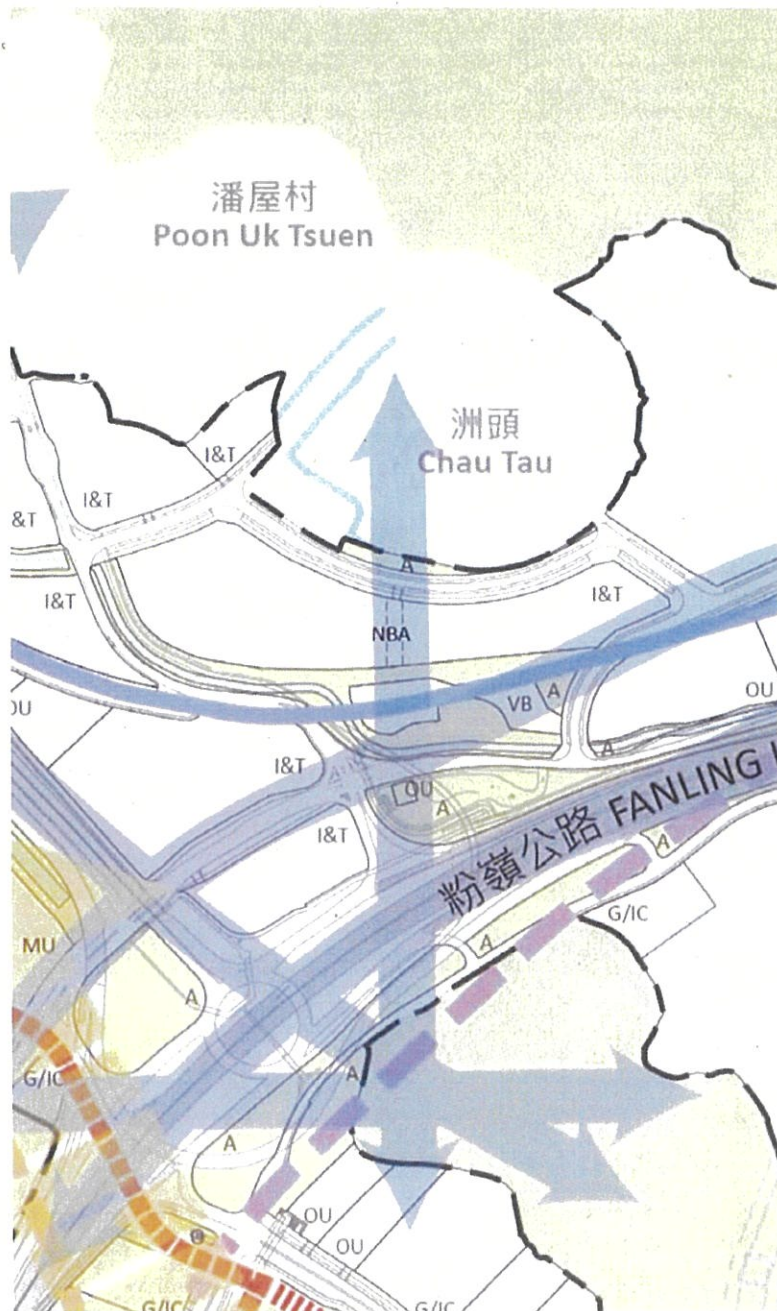 潘屋村
Poon Uk Tsuen
洲頭
Chau Tau
I&T
I&T
&T
A
I&T
I&T
NBA
VB
A
OU
OU
A
I&T
OU
A
I&T
粉嶺公路 FANLING
A
G/IC
MU
A
A
G/IC
A
A
OU
OU
G/IC
G/IC